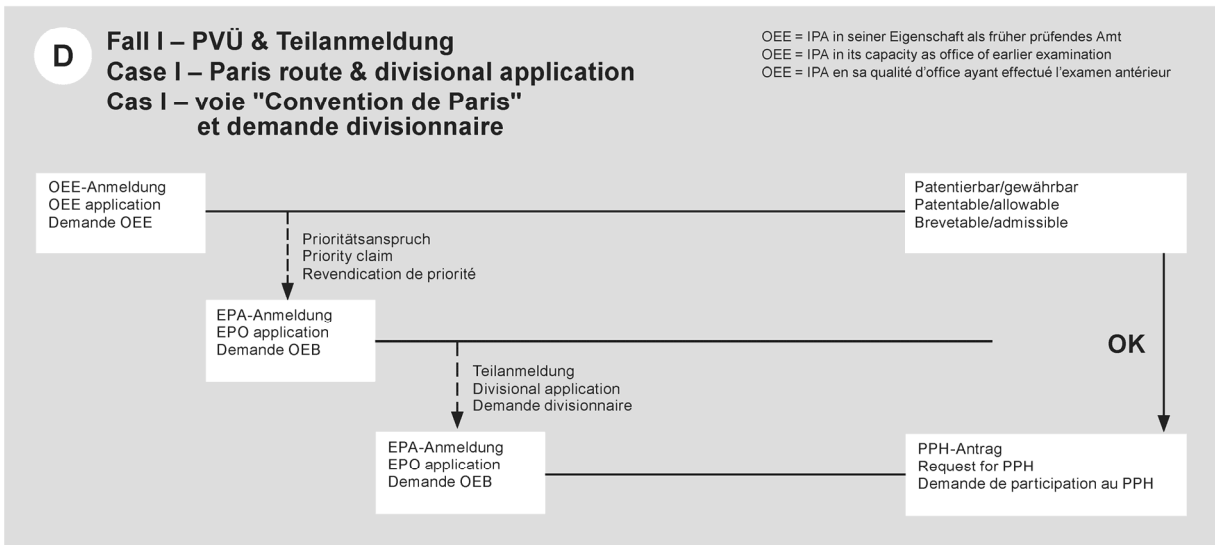 D
Fall I – PVÜ & Teilanmeldung
Case I – Paris route & divisional application
Cas I – voie "Convention de Paris"
et demande divisionnaire
OEE = IPA in seiner Eigenschaft als früher prüfendes Amt
OEE = IPA in its capacity as office of earlier examination
OEE = IPA en sa qualité d'office ayant effectué l'examen antérieur
OEE-Anmeldung
OEE application
Demande OEE
Patentierbar/gewährbar
Patentable/allowable
Brevetable/admissible
Prioritätsanspruch
Priority claim
Revendication de priorité
EPA-Anmeldung
EPO application
Demande OEB
OK
Teilanmeldung
Divisional application
Demande divisionnaire
EPA-Anmeldung
EPO application
Demande OEB
PPH-Antrag
Request for PPH
Demande de participation au PPH